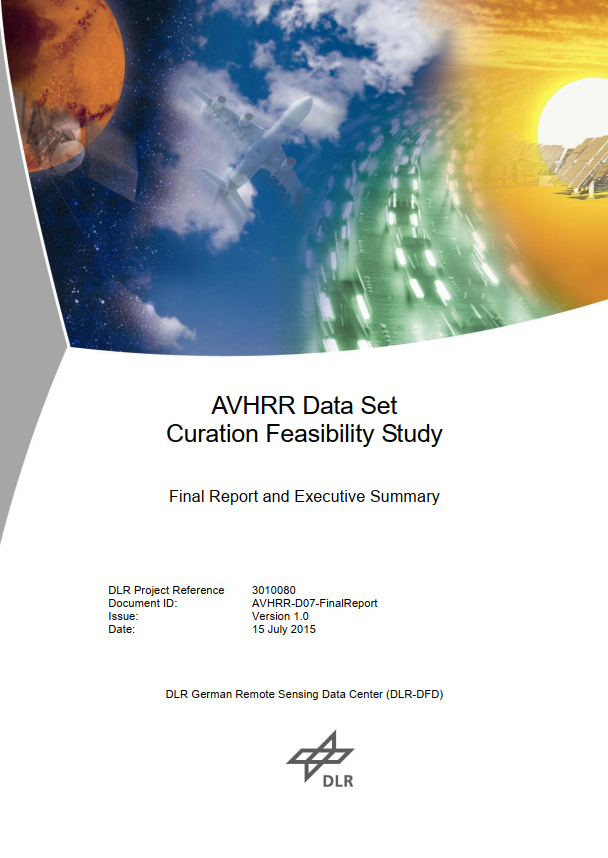 AVHRR Data Set
Curation Feasibility Study
Final Report and Executive Summary
DLR Project Reference 3010080
Document ID: AVHRR-D07-FinalReport
Issue: Version 1.0
Date: 15 July 2015
DLR German Remote Sensing Data Center (DLR-DFD)
DLR